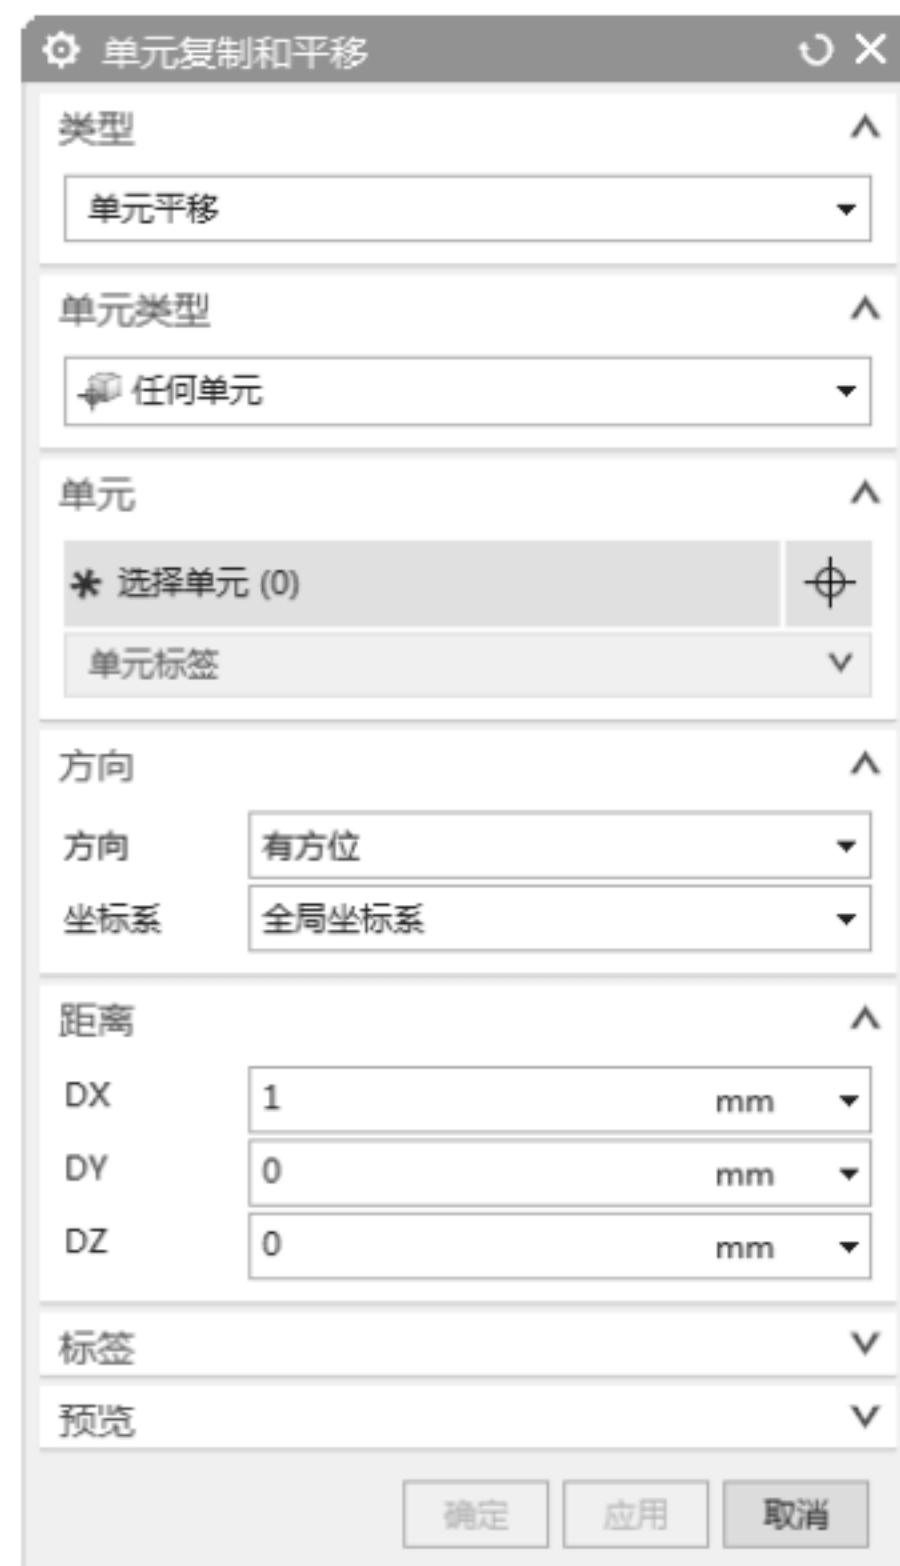 单元复制和平移
类型
单元平移
单元类型
任何单元
单元
* 选择单元 (0)
单元标签
方向
方向 有方位
坐标系 全局坐标系
距离
DX 1 mm
DY 0 mm
DZ 0 mm
标签
预览
确定 应用 取消